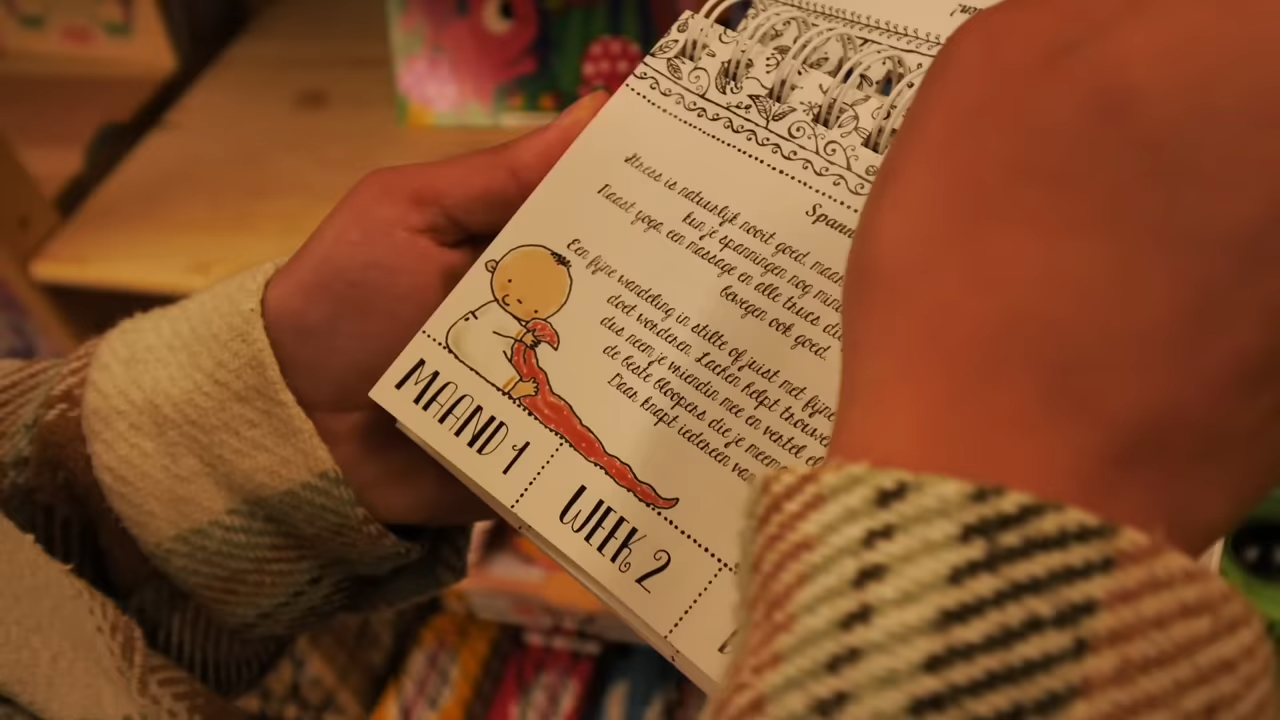 Spann
Stress is natuurlijk nooit goed, maar
kun je spanningen nog min
Naast yoga, een massage en alle trucs di
bewegen ook goed.
Een fijne wandeling in stilte of juist met fijne
doet wonderen. Lachen helpt trouwe
dus neem je vriendin mee en vertel el
de beste bloopers die je meem
Daar knapt iedereen van
MAAND 1
WEEK 2